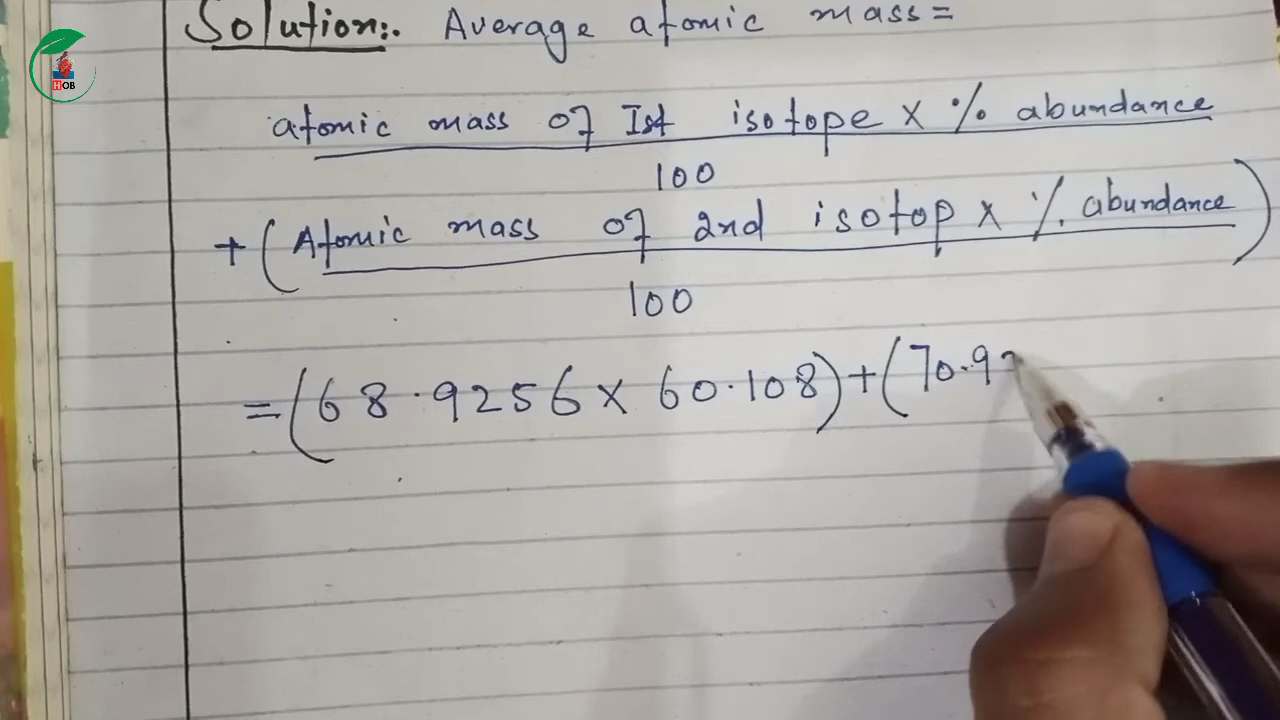 Solution:. Average atomic mass =
HOB
atomic mass of Ist isotope x % abundance
100
+ (Atomic mass of 2nd isotop x % abundance)
100
= (68.9256 x 60.108) + (70.9